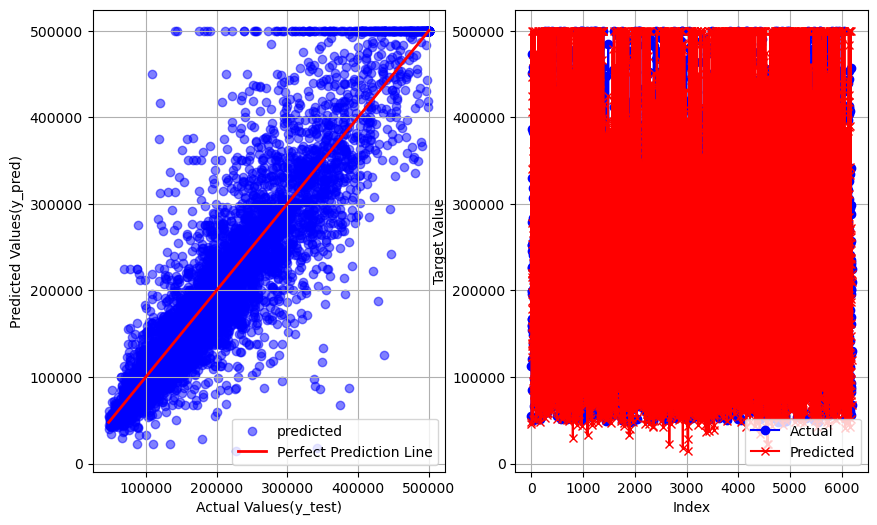 500000
400000
300000
200000
100000
0
Predicted Values(y_pred)
predicted
Perfect Prediction Line
100000 200000 300000 400000 500000
Actual Values(y_test)
500000
400000
300000
200000
100000
0
Target Value
Actual
Predicted
0 1000 2000 3000 4000 5000 6000
Index